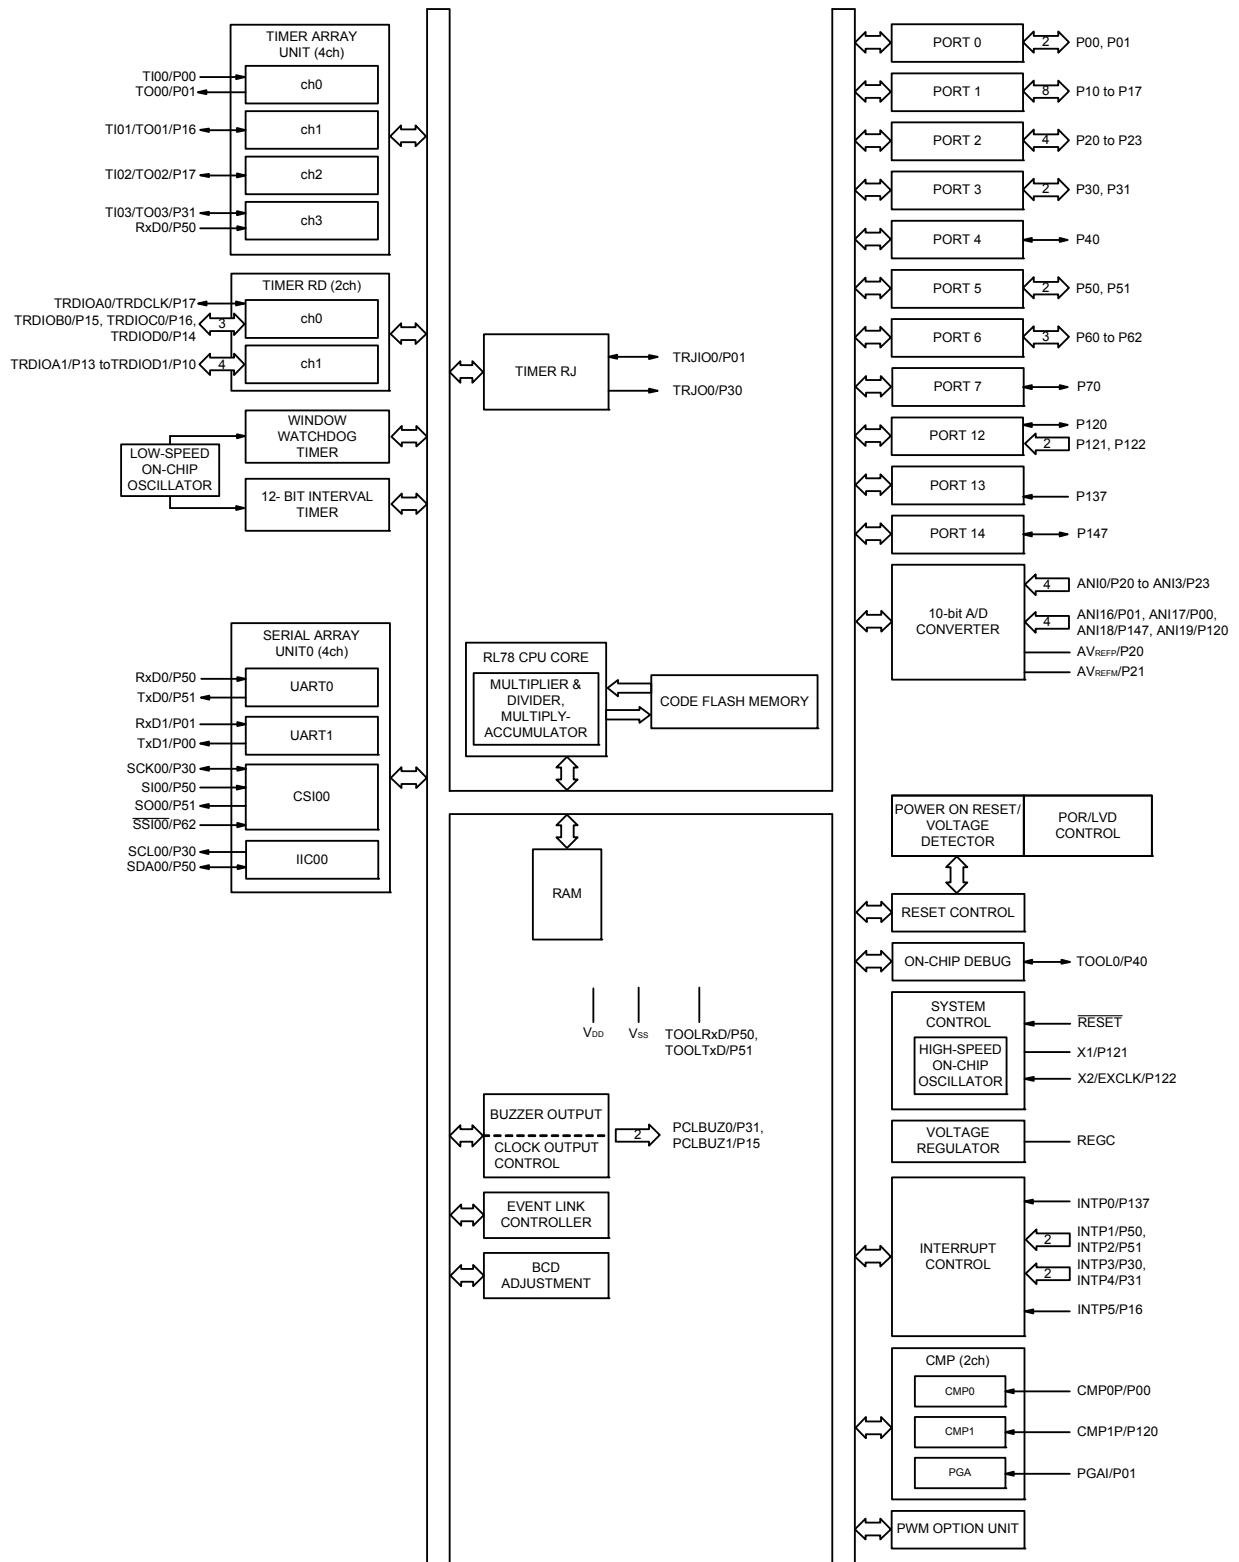 TIMER ARRAY
UNIT (4ch)
TI00/P00
TO00/P01
ch0
TI01/TO01/P16
ch1
TI02/TO02/P17
ch2
TI03/TO03/P31
RxD0/P50
ch3
TIMER RD (2ch)
TRDIOA0/TRDCLK/P17
TRDIOB0/P15, TRDIOC0/P16,
TRDIOD0/P14
3
ch0
TRDIOA1/P13 toTRDIOD1/P10
4
ch1
WINDOW
WATCHDOG
TIMER
LOW-SPEED
ON-CHIP
OSCILLATOR
12- BIT INTERVAL
TIMER
SERIAL ARRAY
UNIT0 (4ch)
RxD0/P50
TxD0/P51
UART0
RxD1/P01
TxD1/P00
UART1
SCK00/P30
SI00/P50
SO00/P51
SSI00/P62
CSI00
SCL00/P30
SDA00/P50
IIC00
TIMER RJ
TRJIO0/P01
TRJO0/P30
RL78 CPU CORE
MULTIPLIER &
DIVIDER,
MULTIPLY-
ACCUMULATOR
CODE FLASH MEMORY
RAM
VDD
VSS
TOOLRxD/P50,
TOOLTxD/P51
BUZZER OUTPUT
CLOCK OUTPUT
CONTROL
2
PCLBUZ0/P31,
PCLBUZ1/P15
EVENT LINK
CONTROLLER
BCD
ADJUSTMENT
PORT 0
2
P00, P01
PORT 1
8
P10 to P17
PORT 2
4
P20 to P23
PORT 3
2
P30, P31
PORT 4
P40
PORT 5
2
P50, P51
PORT 6
3
P60 to P62
PORT 7
P70
PORT 12
P120
2
P121, P122
PORT 13
P137
PORT 14
P147
10-bit A/D
CONVERTER
4
ANI0/P20 to ANI3/P23
4
ANI16/P01, ANI17/P00,
ANI18/P147, ANI19/P120
AVREFP/P20
AVREFM/P21
POWER ON RESET/
VOLTAGE
DETECTOR
POR/LVD
CONTROL
RESET CONTROL
ON-CHIP DEBUG
TOOL0/P40
SYSTEM
CONTROL
HIGH-SPEED
ON-CHIP
OSCILLATOR
RESET
X1/P121
X2/EXCLK/P122
VOLTAGE
REGULATOR
REGC
INTERRUPT
CONTROL
INTP0/P137
2
INTP1/P50,
INTP2/P51
2
INTP3/P30,
INTP4/P31
INTP5/P16
CMP (2ch)
CMP0
CMP0P/P00
CMP1
CMP1P/P120
PGA
PGAI/P01
PWM OPTION UNIT